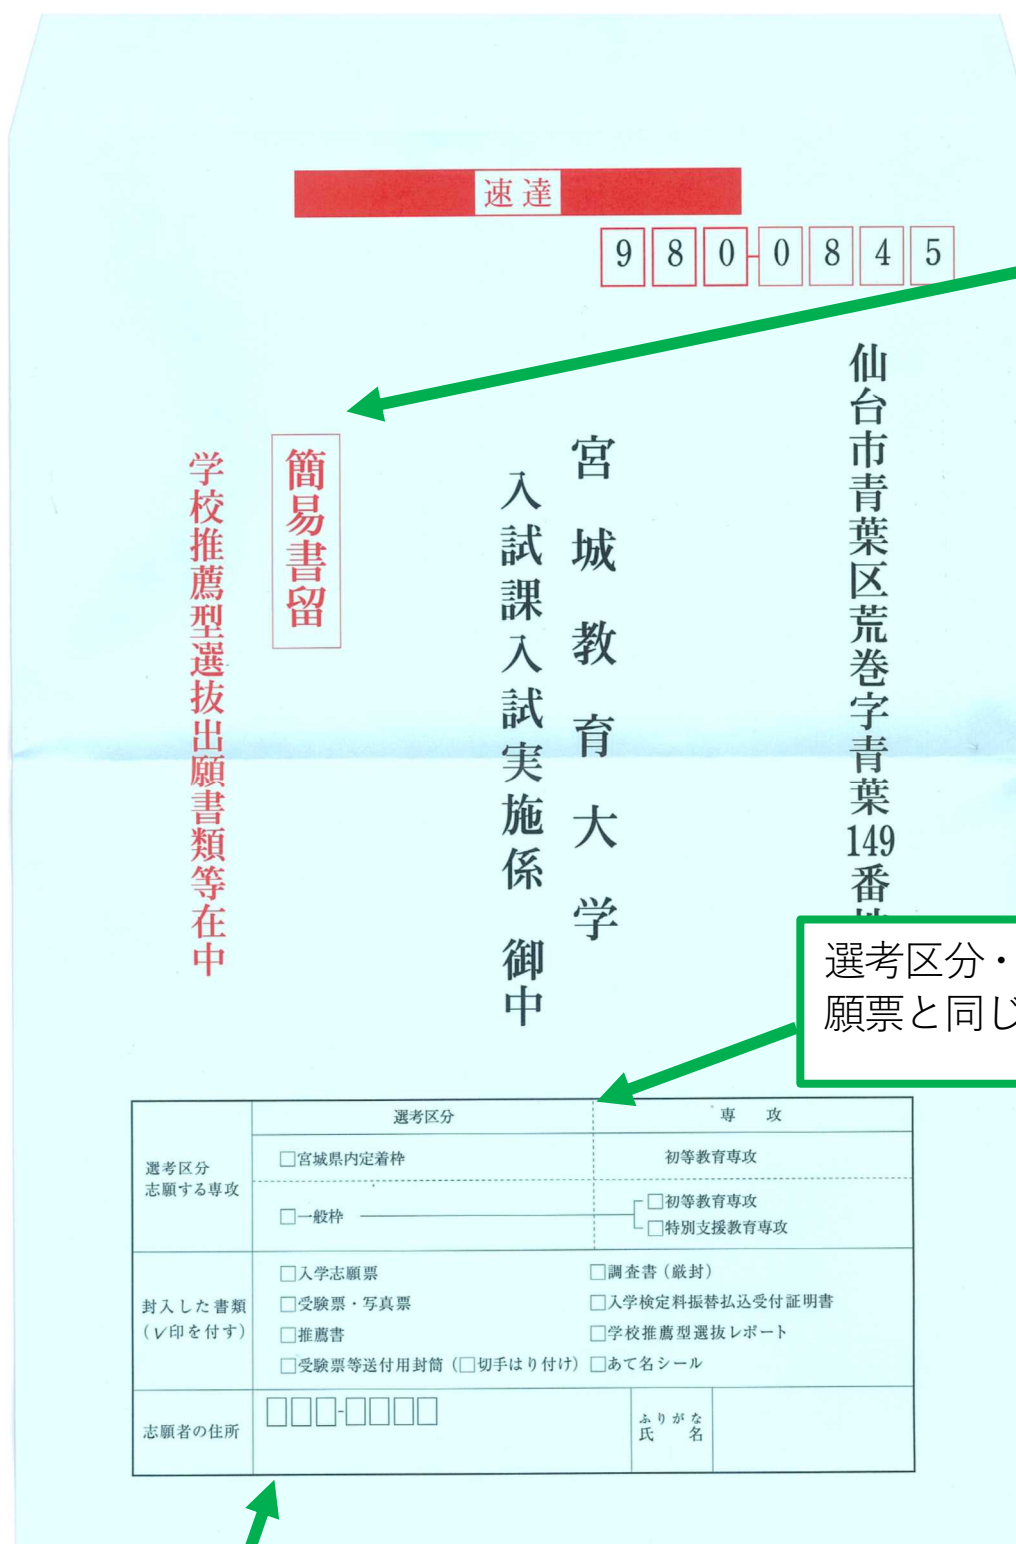 速達
980-0845
仙台市青葉区荒巻字青葉149番
宮城教育大学
入試課入試実施係 御中
簡易書留
学校推薦型選抜出願書類等在中
選考区分・
願票と同じ
選考区分 専 攻
選考区分
志願する専攻
□宮城県内定着枠 初等教育専攻
□一般枠
□初等教育専攻
□特別支援教育専攻
封入した書類
(✓印を付す)
□入学志願票 □調査書(厳封)
□受験票・写真票 □入学検定料振替払込受付証明書
□推薦書 □学校推薦型選抜レポート
□受験票等送付用封筒(□切手はり付け) □あて名シール
志願者の住所
□□□-□□□□
ふりがな
氏 名